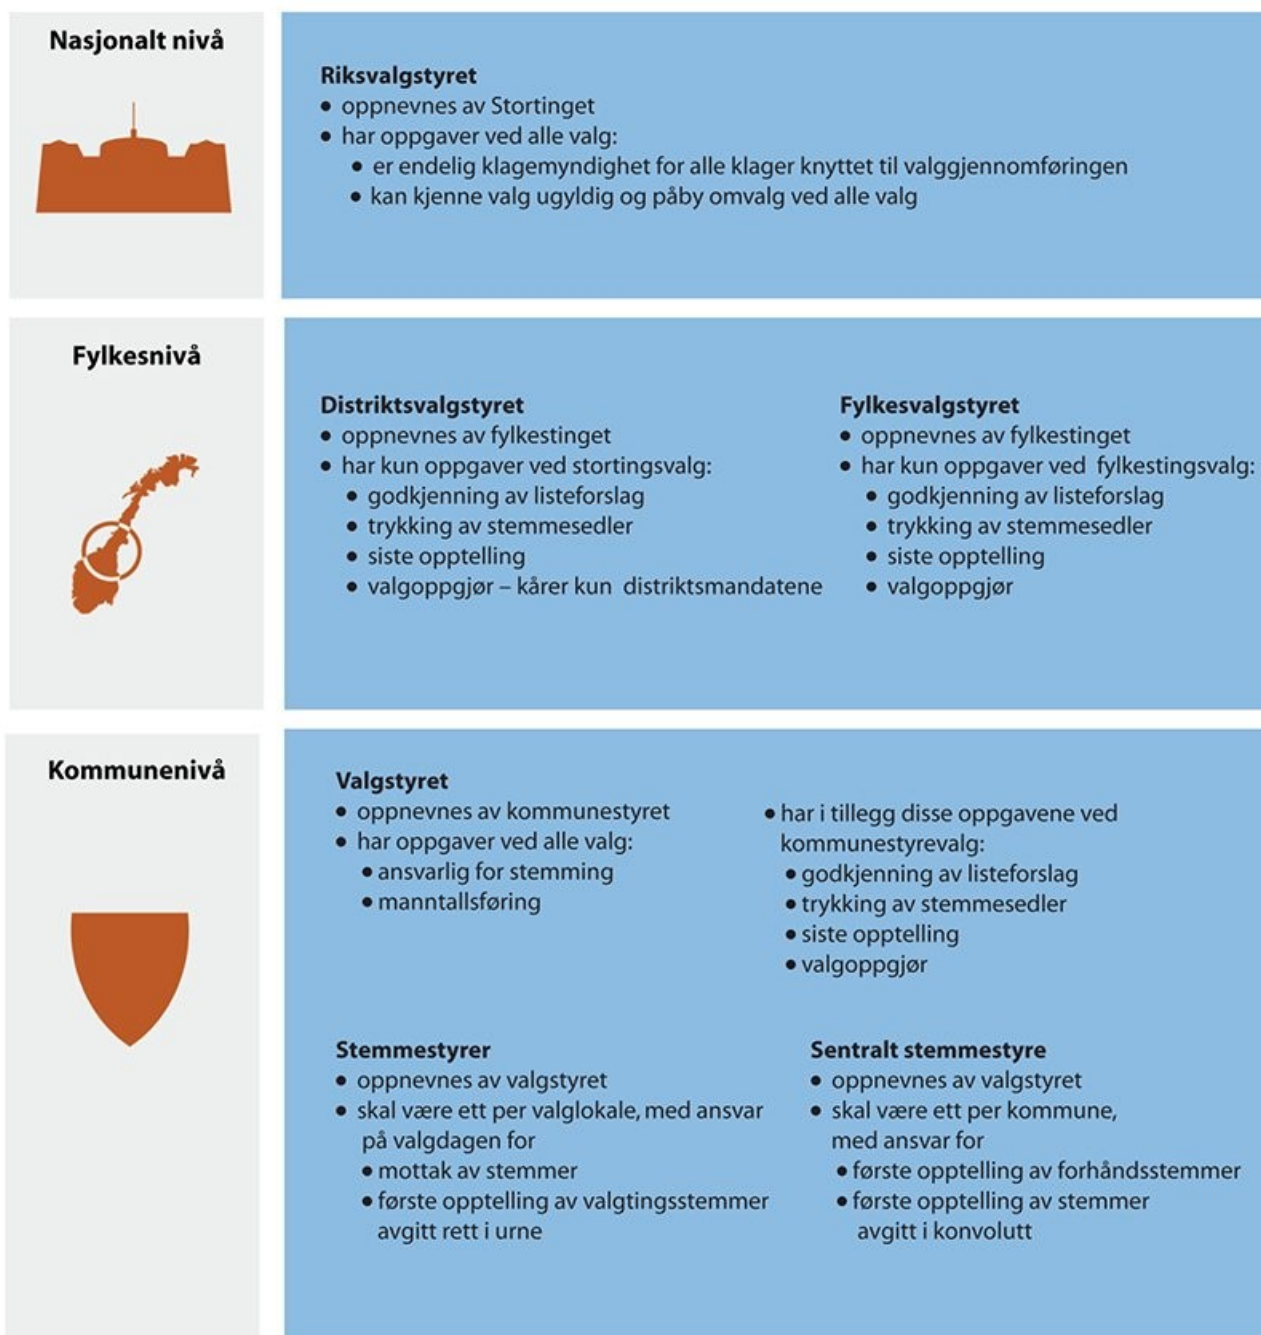 Nasjonalt nivå
Riksvalgstyret
• oppnevnes av Stortinget
• har oppgaver ved alle valg:
• er endelig klagemyndighet for alle klager knyttet til valggjennomføringen
• kan kjenne valg ugyldig og påby omvalg ved alle valg
Fylkesnivå
Distriktsvalgstyret
• oppnevnes av fylkestinget
• har kun oppgaver ved stortingsvalg:
• godkjenning av listeforslag
• trykking av stemmesedler
• siste opptelling
• valgoppgjør – kårer kun distriktsmandatene
Fylkesvalgstyret
• oppnevnes av fylkestinget
• har kun oppgaver ved fylkestingsvalg:
• godkjenning av listeforslag
• trykking av stemmesedler
• siste opptelling
• valgoppgjør
Kommunenivå
Valgstyret
• oppnevnes av kommunestyret
• har oppgaver ved alle valg:
• ansvarlig for stemming
• manntallsføring
• har i tillegg disse oppgavene ved
kommunestyrevalg:
• godkjenning av listeforslag
• trykking av stemmesedler
• siste opptelling
• valgoppgjør
Stemmestyrer
• oppnevnes av valgstyret
• skal være ett per valglokale, med ansvar
på valgdagen for
• mottak av stemmer
• første opptelling av valgtingsstemmer
avgitt rett i urne
Sentralt stemmestyre
• oppnevnes av valgstyret
• skal være ett per kommune,
med ansvar for
• første opptelling av forhåndsstemmer
• første opptelling av stemmer
avgitt i konvolutt